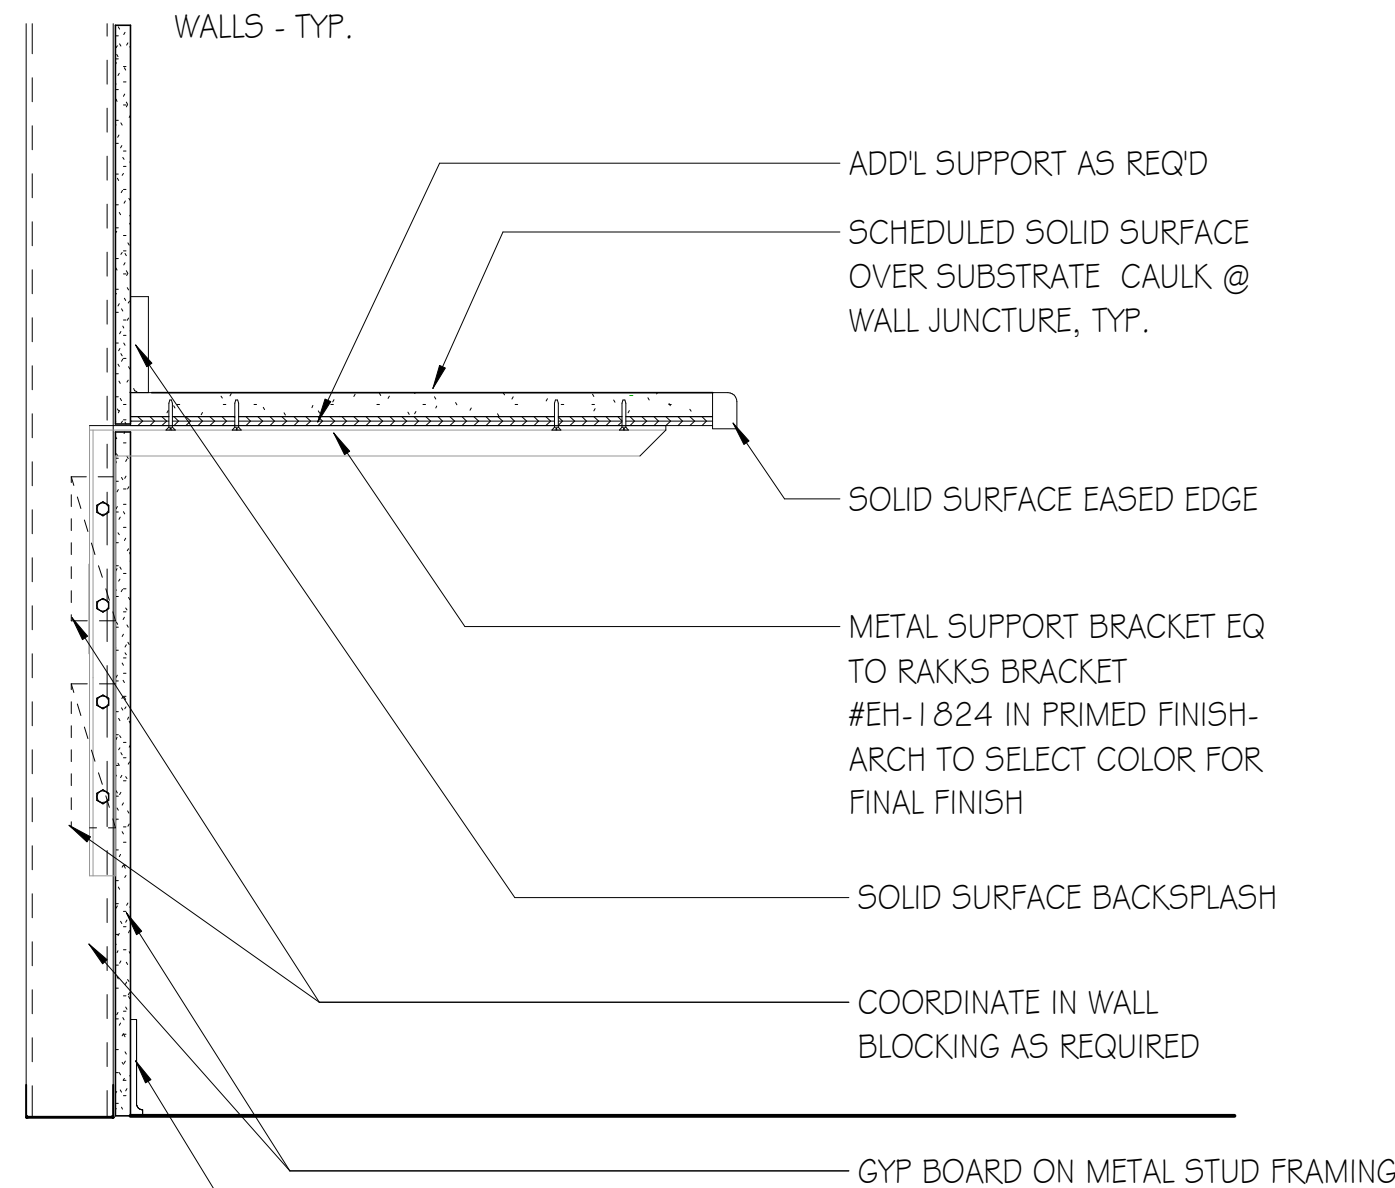 WALLS - TYP.
ADD'L SUPPORT AS REQ'D
SCHEDULED SOLID SURFACE
OVER SUBSTRATE CAULK @
WALL JUNCTURE, TYP.
SOLID SURFACE EASED EDGE
METAL SUPPORT BRACKET EQ
TO RAKKS BRACKET
#EH-1824 IN PRIMED FINISH-
ARCH TO SELECT COLOR FOR
FINAL FINISH
SOLID SURFACE BACKSPLASH
COORDINATE IN WALL
BLOCKING AS REQUIRED
GYP BOARD ON METAL STUD FRAMING